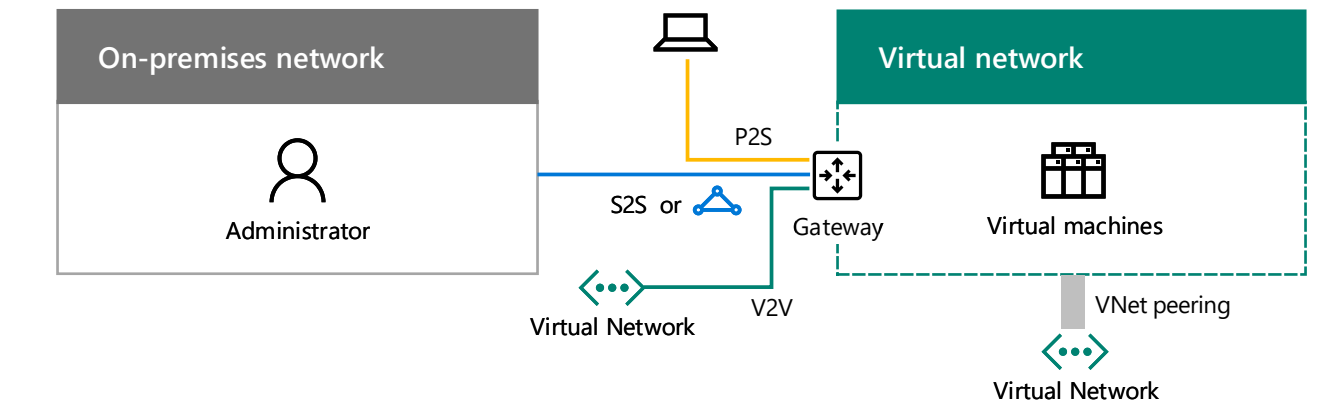 On-premises network
Virtual network
P2S
S2S or
Administrator
Gateway
Virtual machines
V2V
VNet peering
Virtual Network
Virtual Network